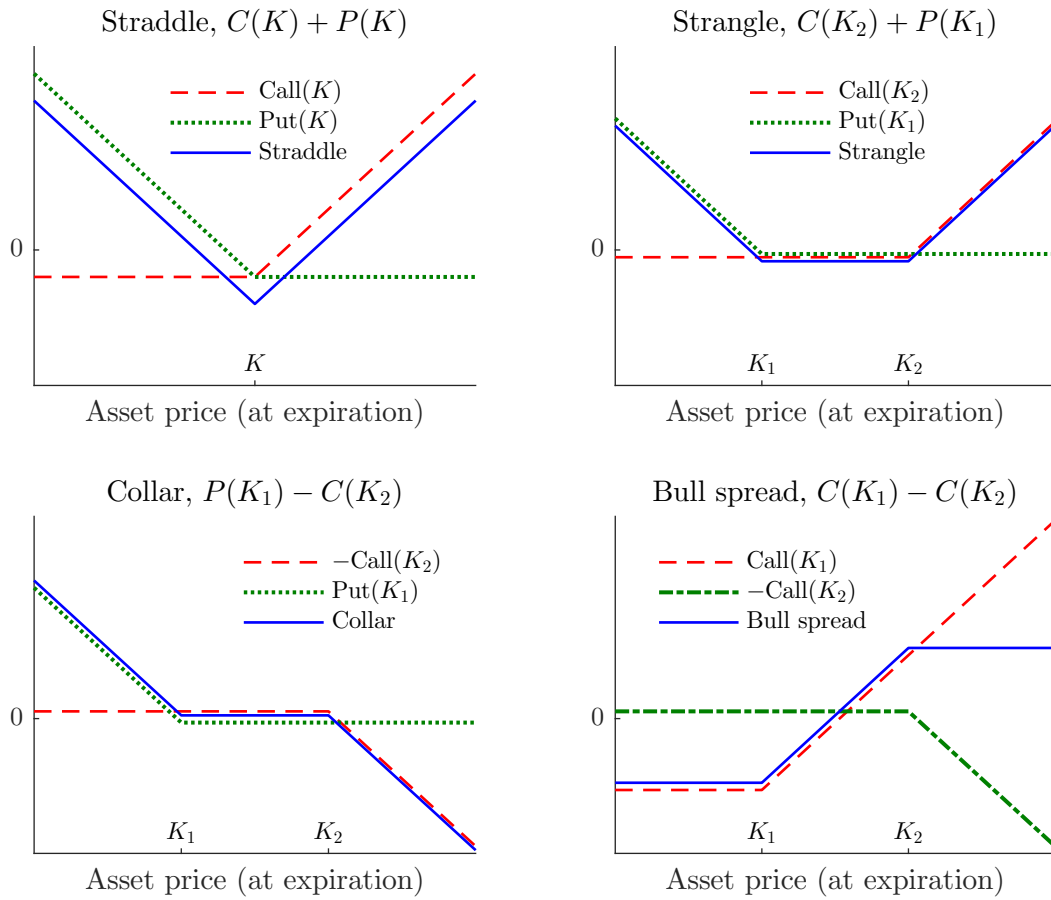 Straddle, C(K) + P(K)
Call(K)
Put(K)
Straddle
0
K
Asset price (at expiration)
Strangle, C(K₂) + P(K₁)
Call(K₂)
Put(K₁)
Strangle
0
K₁ K₂
Asset price (at expiration)
Collar, P(K₁) − C(K₂)
−Call(K₂)
Put(K₁)
Collar
0
K₁ K₂
Asset price (at expiration)
Bull spread, C(K₁) − C(K₂)
Call(K₁)
−Call(K₂)
Bull spread
0
K₁ K₂
Asset price (at expiration)